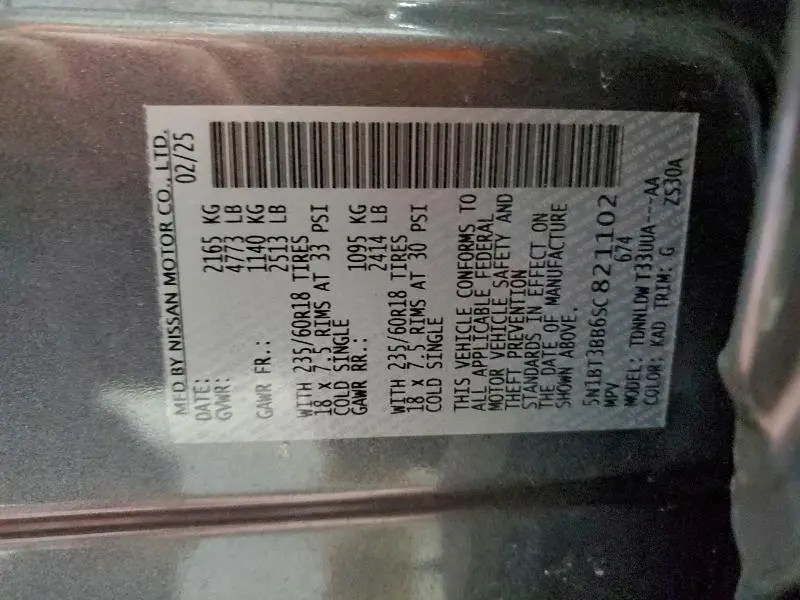 MFD BY NISSAN MOTOR CO., LTD.
DATE: 02/25
GVWR: 2165 KG
4773 LB
GAWR FR.: 1140 KG
2513 LB
WITH 235/60R18 TIRES
18 X 7.5 RIMS AT 33 PSI
COLD SINGLE
GAWR RR.: 1095 KG
2414 LB
WITH 235/60R18 TIRES
18 X 7.5 RIMS AT 30 PSI
COLD SINGLE
THIS VEHICLE CONFORMS TO
ALL APPLICABLE FEDERAL
MOTOR VEHICLE SAFETY AND
THEFT PREVENTION
STANDARDS IN EFFECT ON
THE DATE OF MANUFACTURE
SHOWN ABOVE.
5N1BT3BB6SC821102
MPV 674
MODEL: TDNNLDW T33UUA---AA
COLOR: KAD TRIM: G ZS30A